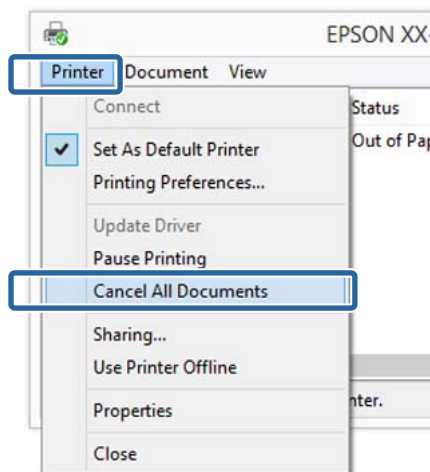 EPSON XX-
Printer Document View
Connect
Status
Set As Default Printer
Out of Pap
Printing Preferences...
Update Driver
Pause Printing
Cancel All Documents
Sharing...
Use Printer Offline
Properties
nter.
Close